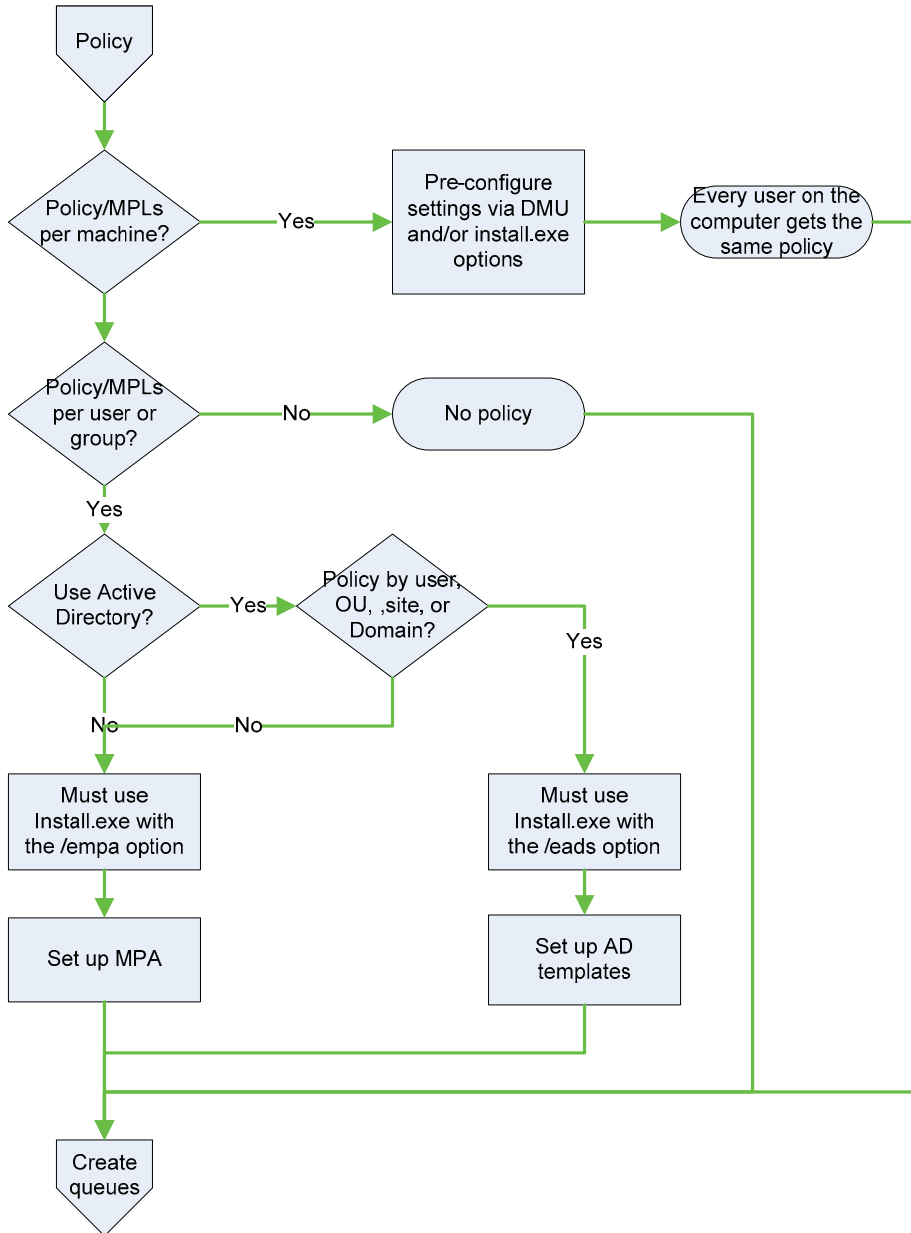 Policy
Policy/MPLs
per machine?
Yes
Pre-configure
settings via DMU
and/or install.exe
options
Every user on the
computer gets the
same policy
Policy/MPLs
per user or
group?
No
No policy
Yes
Use Active
Directory?
Yes
Policy by user,
OU, ,site, or
Domain?
Yes
No
No
Must use
Install.exe with
the /empa option
Must use
Install.exe with
the /eads option
Set up MPA
Set up AD
templates
Create
queues